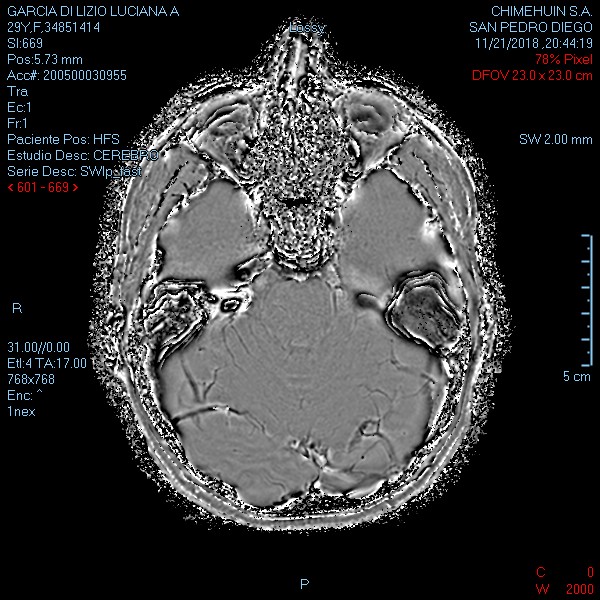 GARCIA DI LIZIO LUCIANA A
29Y,F,34851414
Sl:669
Pos:5.73 mm
Acc#: 200500030955
Tra
Ec:1
Fr:1
Paciente Pos: HFS
Estudio Desc: CEREBRO
Serie Desc: SWIp_fast
< 601 - 669 >
Lossy
CHIMEHUIN S.A.
SAN PEDRO DIEGO
11/21/2018 ,20:44:19
78% Pixel
DFOV 23.0 x 23.0 cm
SW 2.00 mm
R
31.00//0.00
Etl:4 TA:17.00
768x768
Enc: ^
1nex
5 cm
P
C 0
W 2000